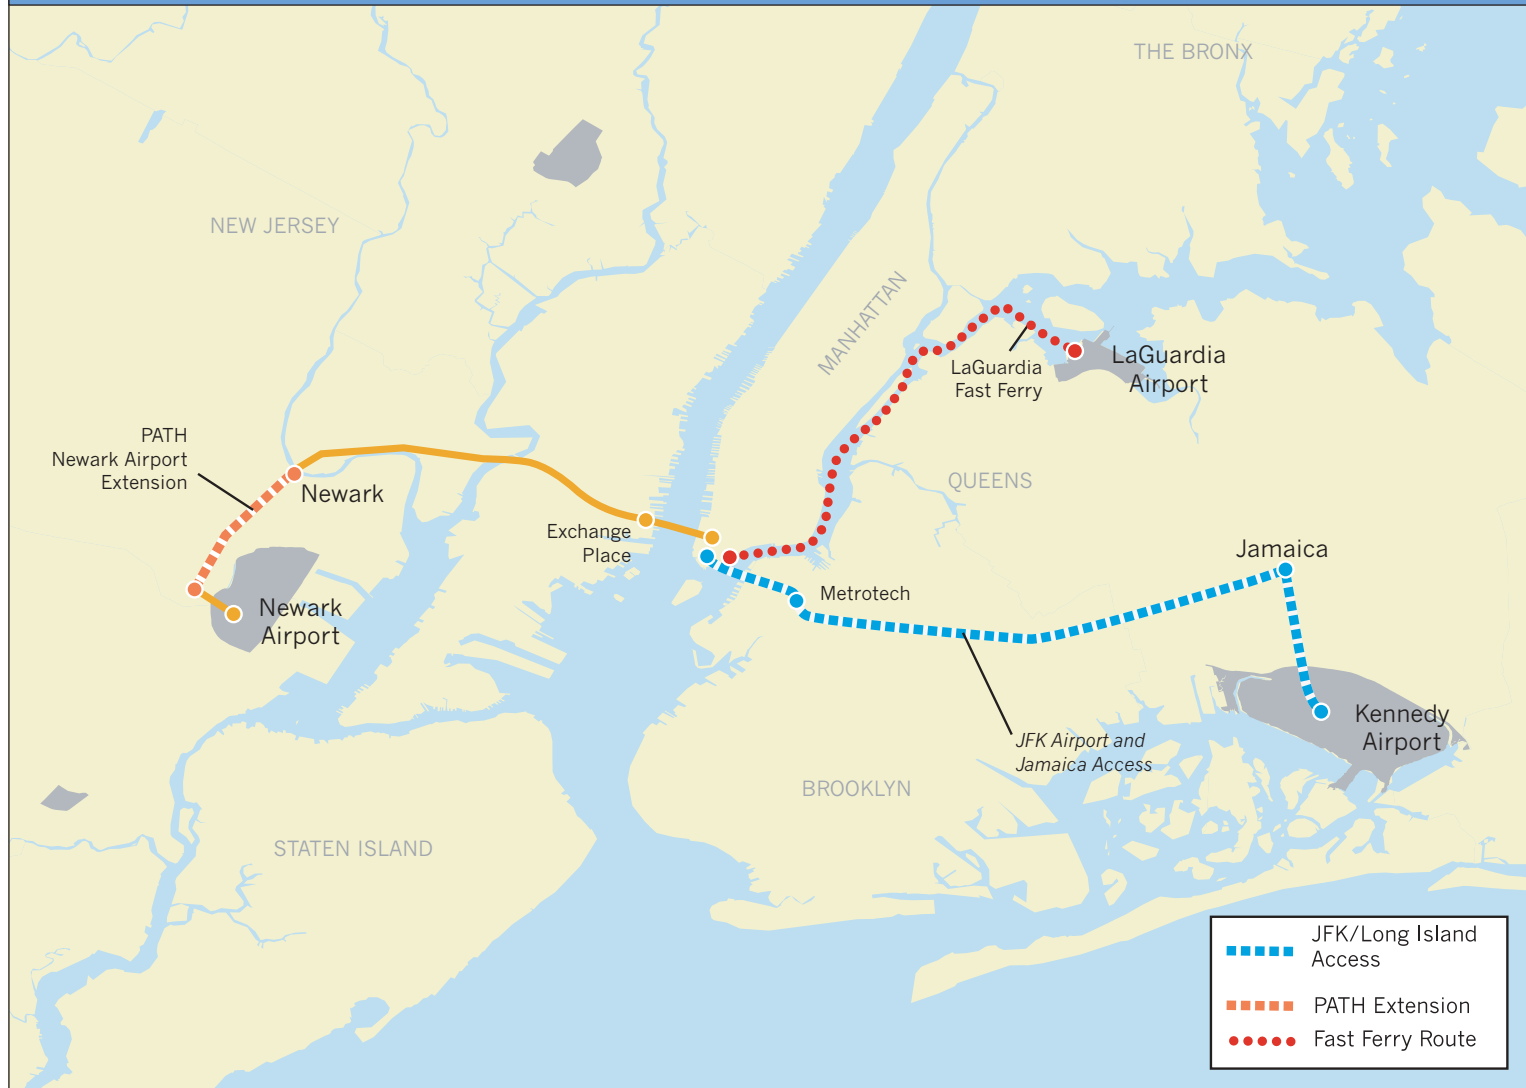 THE BRONX
NEW JERSEY
MANHATTAN
LaGuardia
Fast Ferry
LaGuardia
Airport
PATH
Newark Airport
Extension
Newark
QUEENS
Exchange
Place
Jamaica
Metrotech
Newark
Airport
Kennedy
Airport
JFK Airport and
Jamaica Access
BROOKLYN
STATEN ISLAND
JFK/Long Island
Access
PATH Extension
Fast Ferry Route